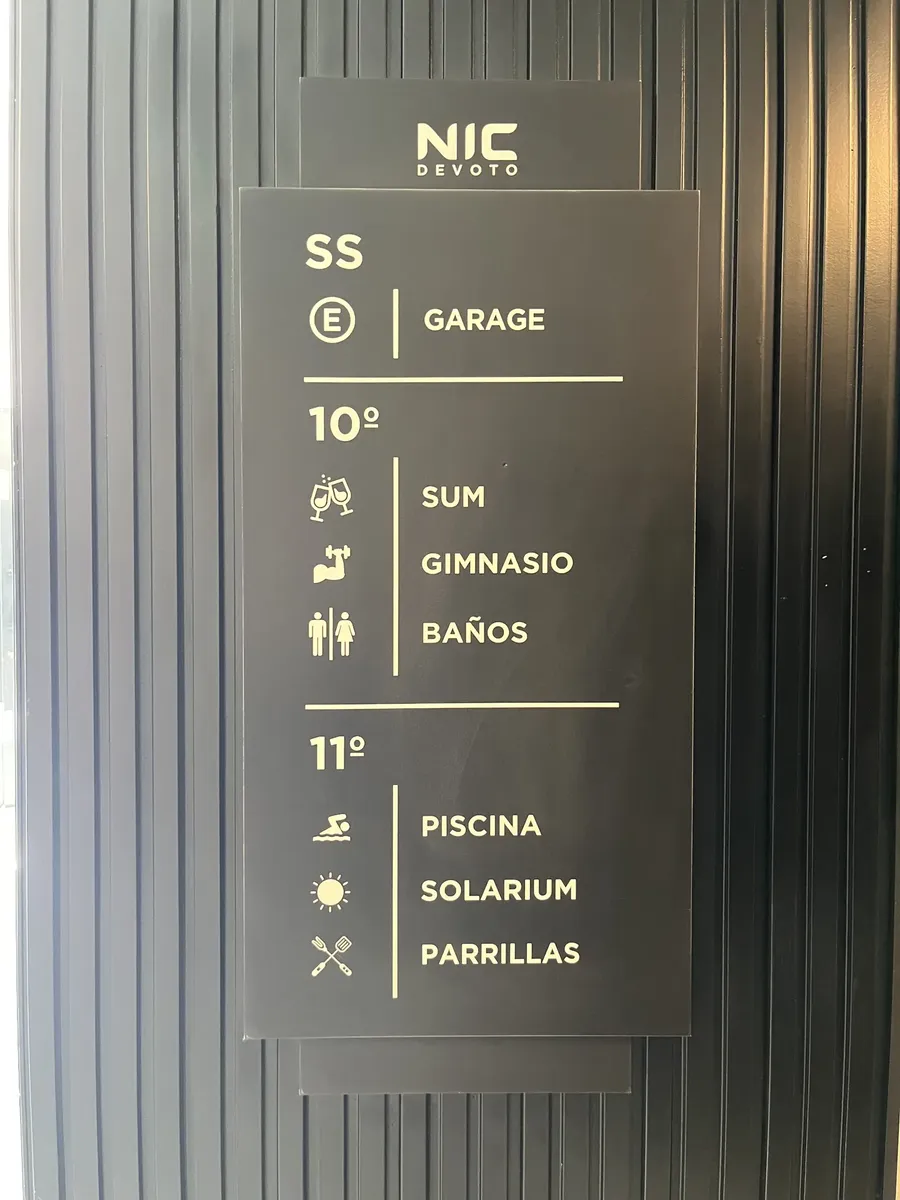 NIC
DEVOTO
SS
E GARAGE
10º
SUM
GIMNASIO
BAÑOS
11º
PISCINA
SOLARIUM
PARRILLAS